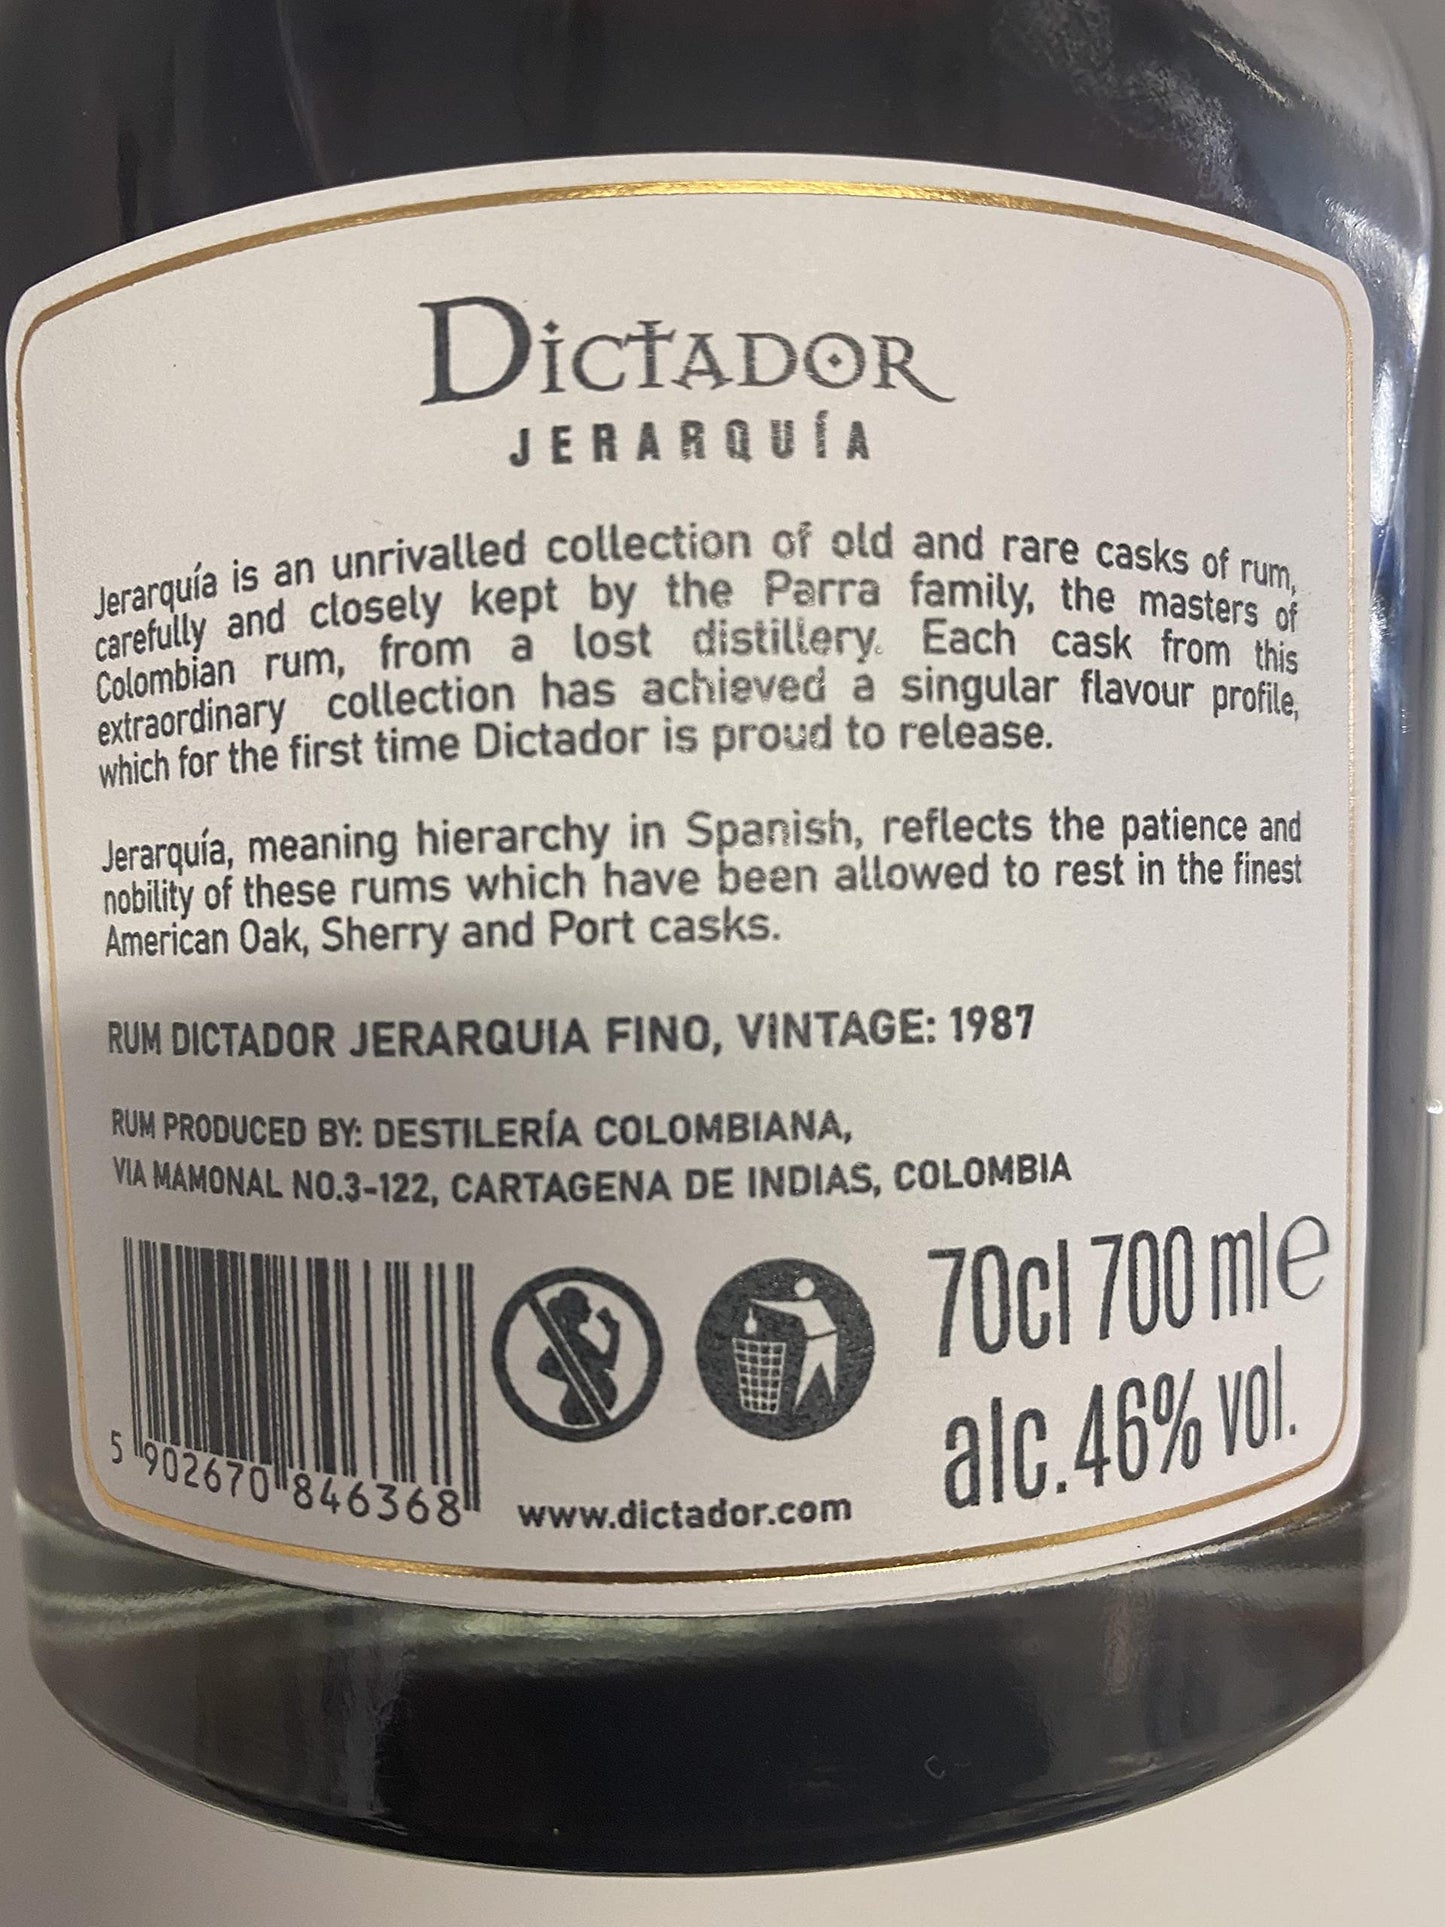 DICTADOR
JERARQUÍA
Jerarquía is an unrivalled collection of old and rare casks of rum,
carefully and closely kept by the Parra family, the masters of
Colombian rum, from a lost distillery. Each cask from this
extraordinary collection has achieved a singular flavour profile,
which for the first time Dictador is proud to release.
Jerarquía, meaning hierarchy in Spanish, reflects the patience and
nobility of these rums which have been allowed to rest in the finest
American Oak, Sherry and Port casks.
RUM DICTADOR JERARQUIA FINO, VINTAGE: 1987
RUM PRODUCED BY: DESTILERÍA COLOMBIANA,
VIA MAMONAL NO.3-122, CARTAGENA DE INDIAS, COLOMBIA
70cl 700 ml e
alc.46% vol.
5 902670 846368
www.dictador.com